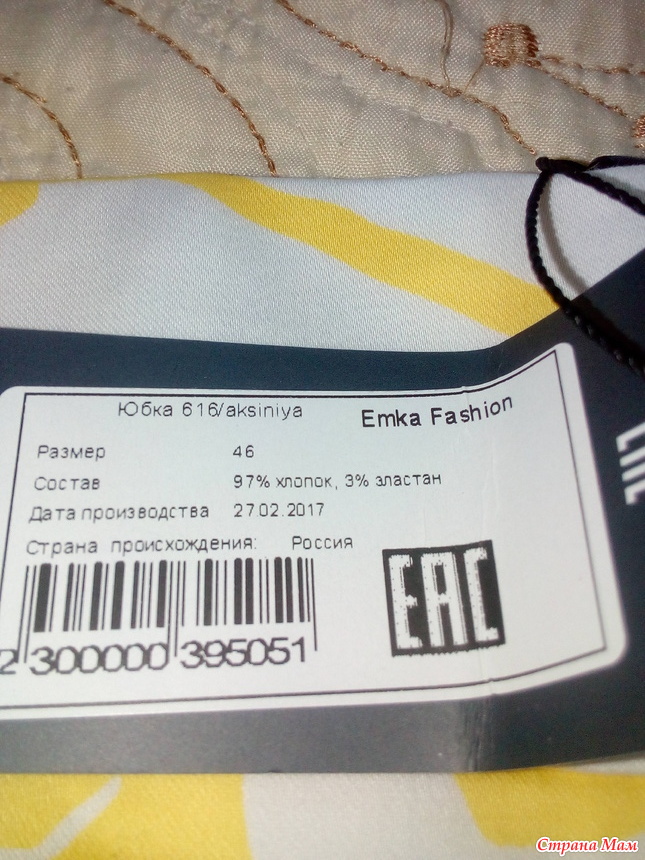 Юбка 616/aksiniya Emka Fashion
Размер 46
Состав 97% хлопок, 3% эластан
Дата производства 27.02.2017
Страна происхождения: Россия
EAC
2 300000 395051
Страна Мам